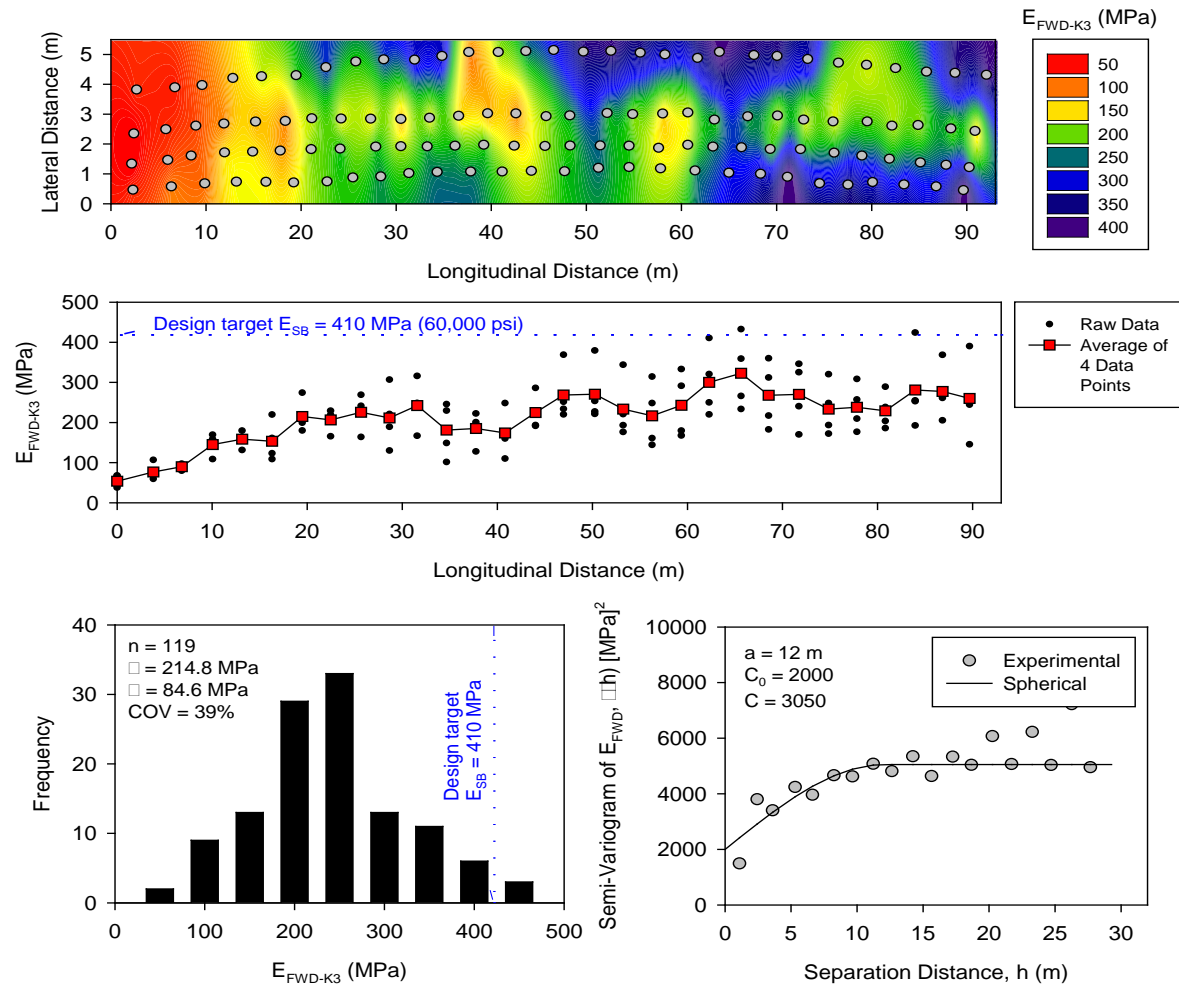 E_FWD-K3 (MPa)
50
100
150
200
250
300
350
400
Lateral Distance (m)
5
4
3
2
1
0
0 10 20 30 40 50 60 70 80 90
Longitudinal Distance (m)
E_FWD-K3 (MPa)
500
400
300
200
100
0
Design target E_SB = 410 MPa (60,000 psi)
Raw Data
Average of
4 Data
Points
0 10 20 30 40 50 60 70 80 90
Longitudinal Distance (m)
Frequency
40
30
20
10
0
n = 119
□ = 214.8 MPa
□ = 84.6 MPa
COV = 39%
Design target
E_SB = 410 MPa
100 200 300 400 500
E_FWD-K3 (MPa)
Semi-Variogram of E_FWD, □h) [MPa]²
10000
8000
6000
4000
2000
0
a = 12 m
C₀ = 2000
C = 3050
Experimental
Spherical
0 5 10 15 20 25 30
Separation Distance, h (m)